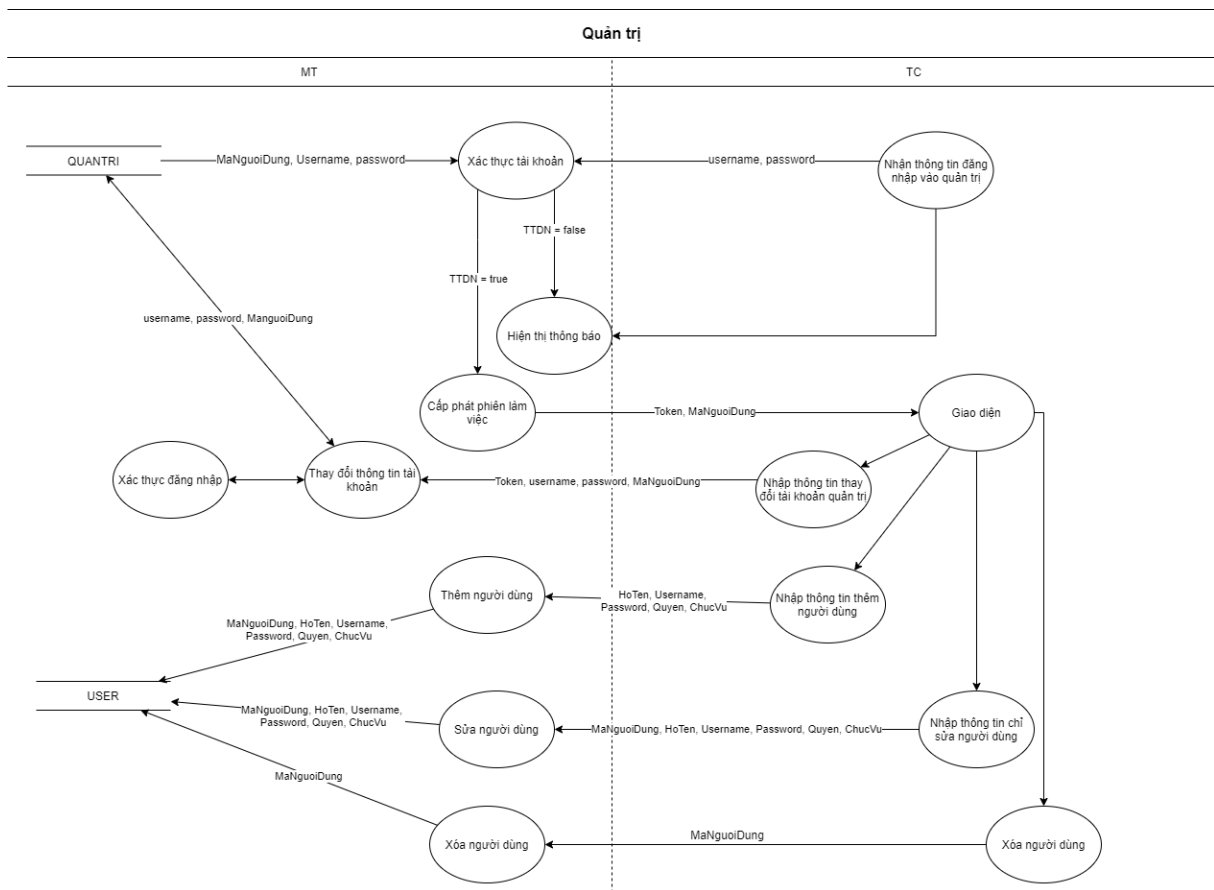 Quản trị
MT
TC
QUANTRI
MaNguoiDung, Username, password
Xác thực tài khoản
username, password
Nhận thông tin đăng
nhập vào quản trị
TTDN = false
TTDN = true
username, password, ManguoiDung
Hiện thị thông báo
Cấp phát phiên làm
việc
Token, MaNguoiDung
Giao diện
Xác thực đăng nhập
Thay đổi thông tin tài
khoản
Token, username, password, MaNguoiDung
Nhập thông tin thay
đổi tài khoản quản trị
Thêm người dùng
HoTen, Username,
Password, Quyen, ChucVu
Nhập thông tin thêm
người dùng
MaNguoiDung, HoTen, Username,
Password, Quyen, ChucVu
USER
MaNguoiDung, HoTen, Username,
Password, Quyen, ChucVu
Sửa người dùng
MaNguoiDung, HoTen, Username, Password, Quyen, ChucVu
Nhập thông tin chỉ
sửa người dùng
MaNguoiDung
Xóa người dùng
MaNguoiDung
Xóa người dùng